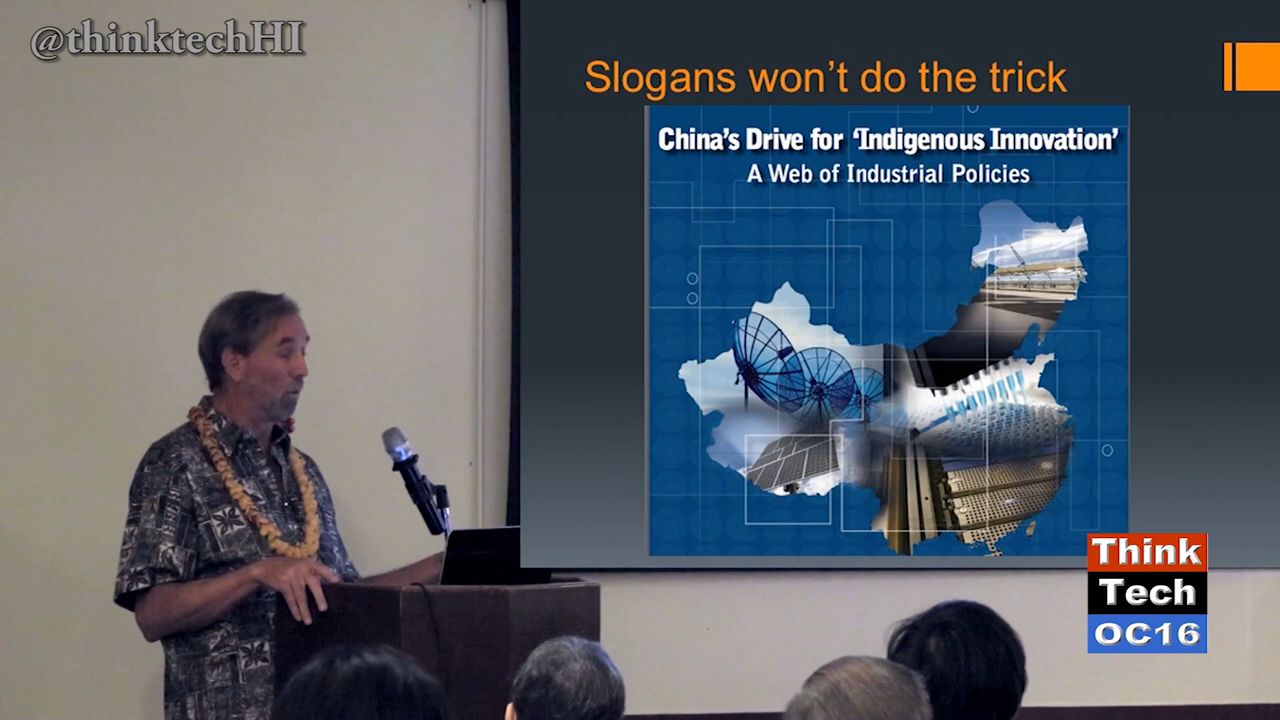 @thinktechHI
Slogans won't do the trick
China's Drive for 'Indigenous Innovation'
A Web of Industrial Policies
Think
Tech
OC16